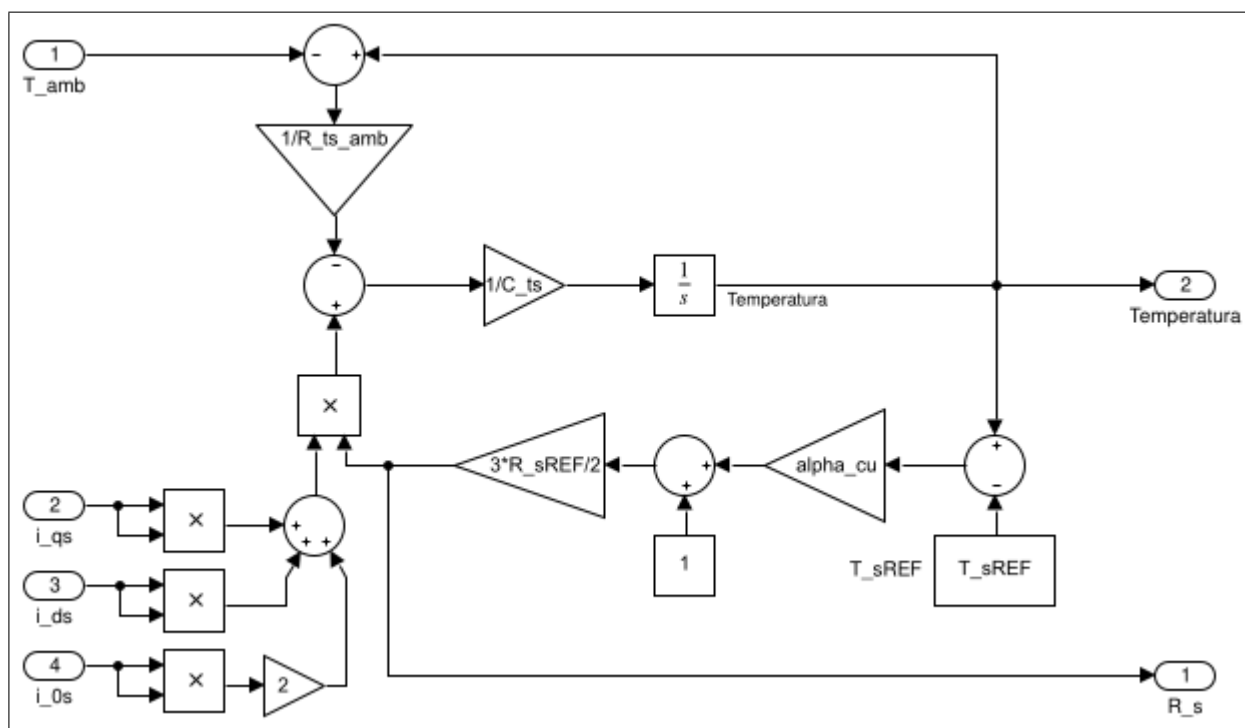 1
T_amb
-
+
1/R_ts_amb
-
+
1/C_ts
1
s
Temperatura
2
Temperatura
×
3*R_sREF/2
+
+
alpha_cu
+
-
2
i_qs
×
+
+ +
1
T_sREF
T_sREF
3
i_ds
×
4
i_0s
×
2
1
R_s